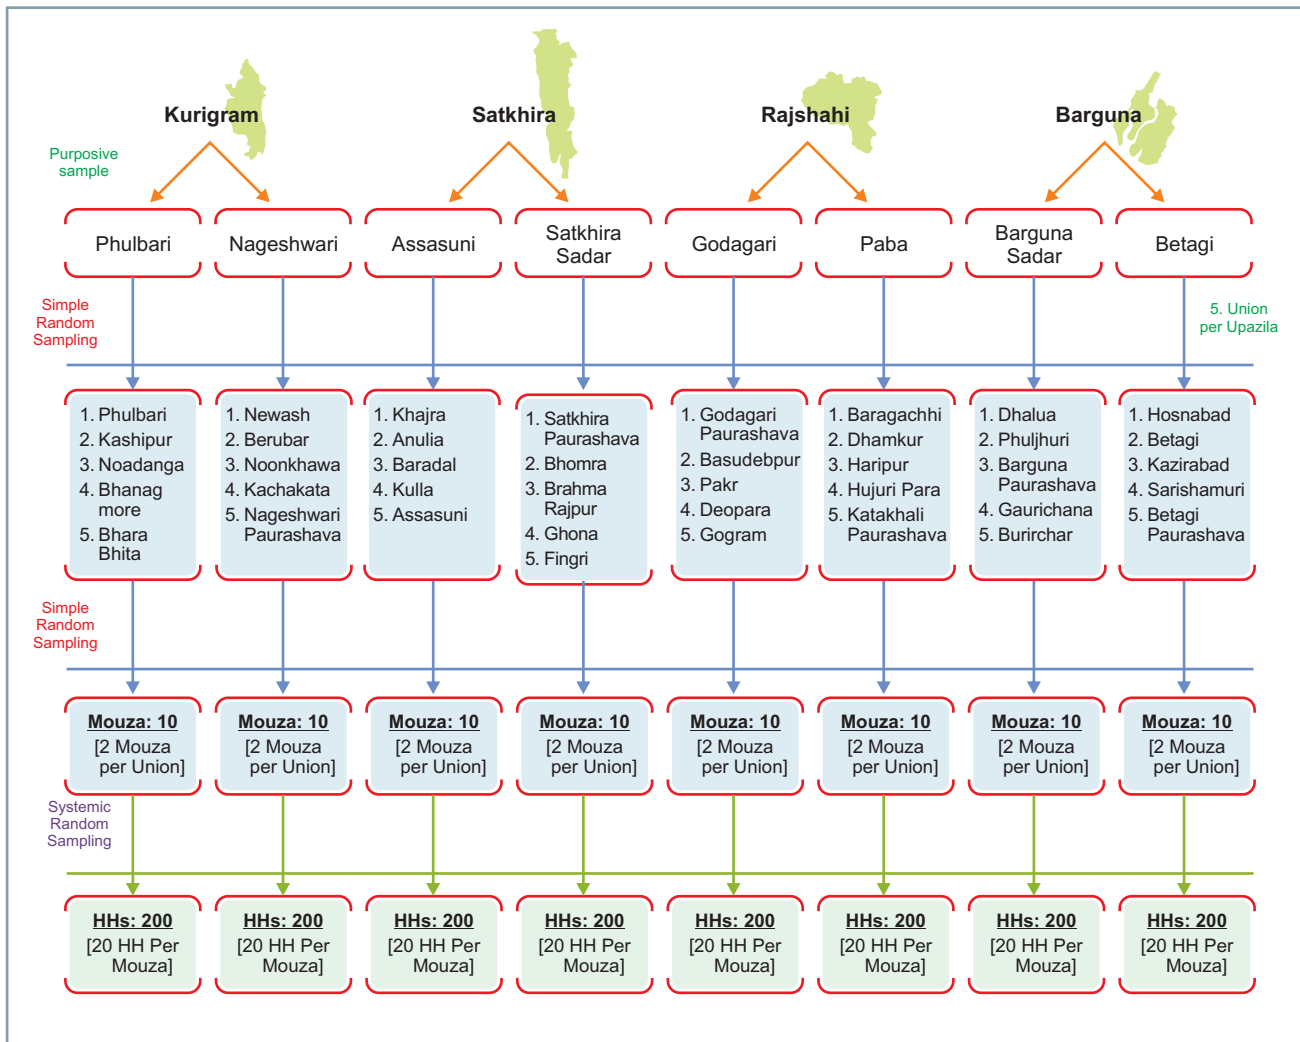 Kurigram
Satkhira
Rajshahi
Barguna
Purposive
sample
Phulbari
Nageshwari
Assasuni
Satkhira
Sadar
Godagari
Paba
Barguna
Sadar
Betagi
Simple
Random
Sampling
5. Union
per Upazila
1. Phulbari
2. Kashipur
3. Noadanga
4. Bhanag
more
5. Bhara
Bhita
1. Newash
2. Berubar
3. Noonkhawa
4. Kachakata
5. Nageshwari
Paurashava
1. Khajra
2. Anulia
3. Baradal
4. Kulla
5. Assasuni
1. Satkhira
Paurashava
2. Bhomra
3. Brahma
Rajpur
4. Ghona
5. Fingri
1. Godagari
Paurashava
2. Basudebpur
3. Pakr
4. Deopara
5. Gogram
1. Baragachhi
2. Dhamkur
3. Haripur
4. Hujuri Para
5. Katakhali
Paurashava
1. Dhalua
2. Phuljhuri
3. Barguna
Paurashava
4. Gaurichana
5. Burirchar
1. Hosnabad
2. Betagi
3. Kazirabad
4. Sarishamuri
5. Betagi
Paurashava
Simple
Random
Sampling
Mouza: 10
[2 Mouza
per Union]
Mouza: 10
[2 Mouza
per Union]
Mouza: 10
[2 Mouza
per Union]
Mouza: 10
[2 Mouza
per Union]
Mouza: 10
[2 Mouza
per Union]
Mouza: 10
[2 Mouza
per Union]
Mouza: 10
[2 Mouza
per Union]
Mouza: 10
[2 Mouza
per Union]
Systemic
Random
Sampling
HHs: 200
[20 HH Per
Mouza]
HHs: 200
[20 HH Per
Mouza]
HHs: 200
[20 HH Per
Mouza]
HHs: 200
[20 HH Per
Mouza]
HHs: 200
[20 HH Per
Mouza]
HHs: 200
[20 HH Per
Mouza]
HHs: 200
[20 HH Per
Mouza]
HHs: 200
[20 HH Per
Mouza]